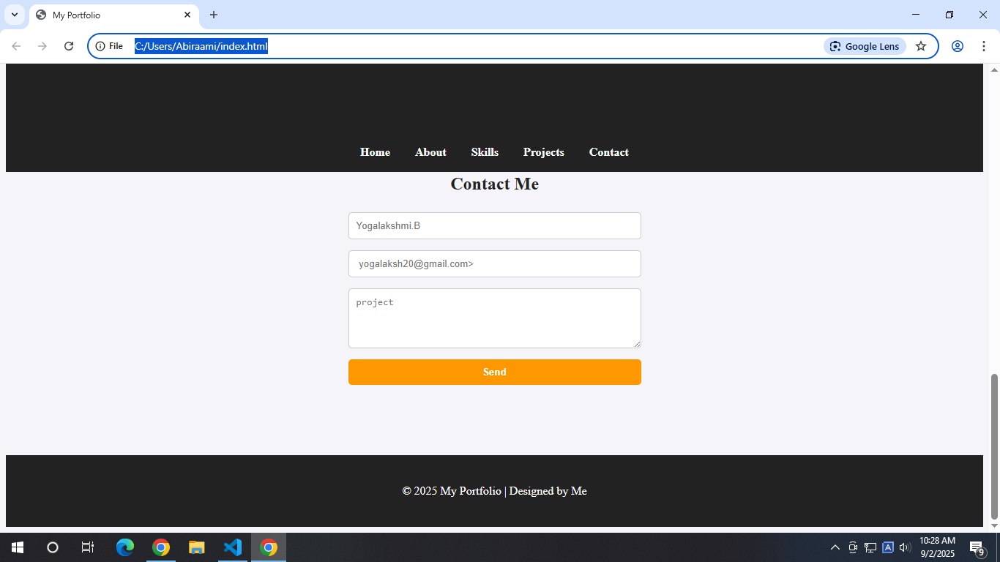 My Portfolio
File C:/Users/Abiraami/index.html Google Lens
Home About Skills Projects Contact
Contact Me
Yogalakshmi.B
yogalaksh20@gmail.com>
project
Send
© 2025 My Portfolio | Designed by Me
A 10:28 AM
9/2/2025
9